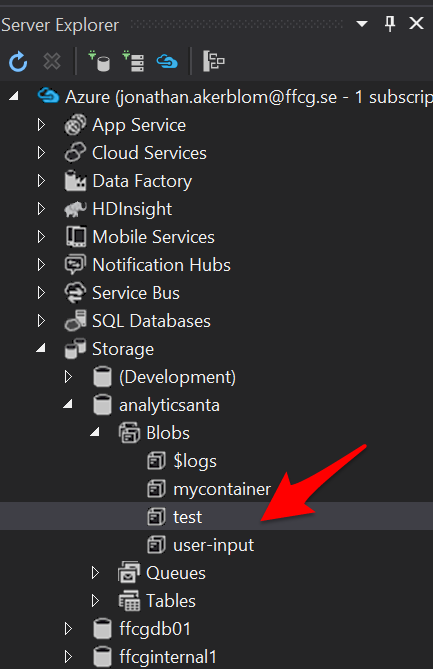 Server Explorer
Azure (jonathan.akerblom@ffcg.se - 1 subscrip
App Service
Cloud Services
Data Factory
HDInsight
Mobile Services
Notification Hubs
Service Bus
SQL Databases
Storage
(Development)
analyticsanta
Blobs
$logs
mycontainer
test
user-input
Queues
Tables
ffcgdb01
ffcginternal1